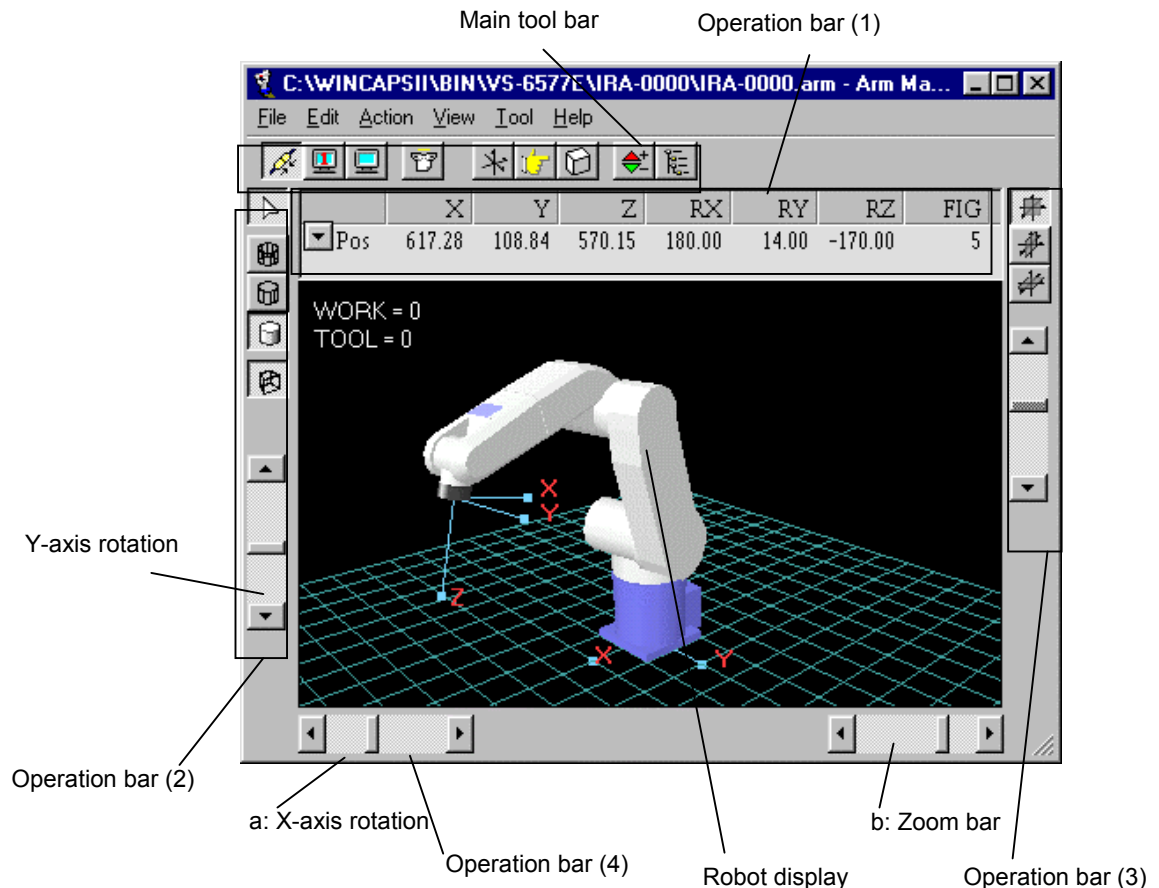 Main tool bar
Operation bar (1)
C:\WINCAPSII\BIN\VS-6577E\IRA-0000\IRA-0000.arm - Arm Ma...
File Edit Action View Tool Help
X Y Z RX RY RZ FIG
Pos 617.28 108.84 570.15 180.00 14.00 -170.00 5
WORK = 0
TOOL = 0
X
Y
Z
X
Y
Y-axis rotation
Operation bar (2)
a: X-axis rotation
b: Zoom bar
Operation bar (4)
Robot display
Operation bar (3)